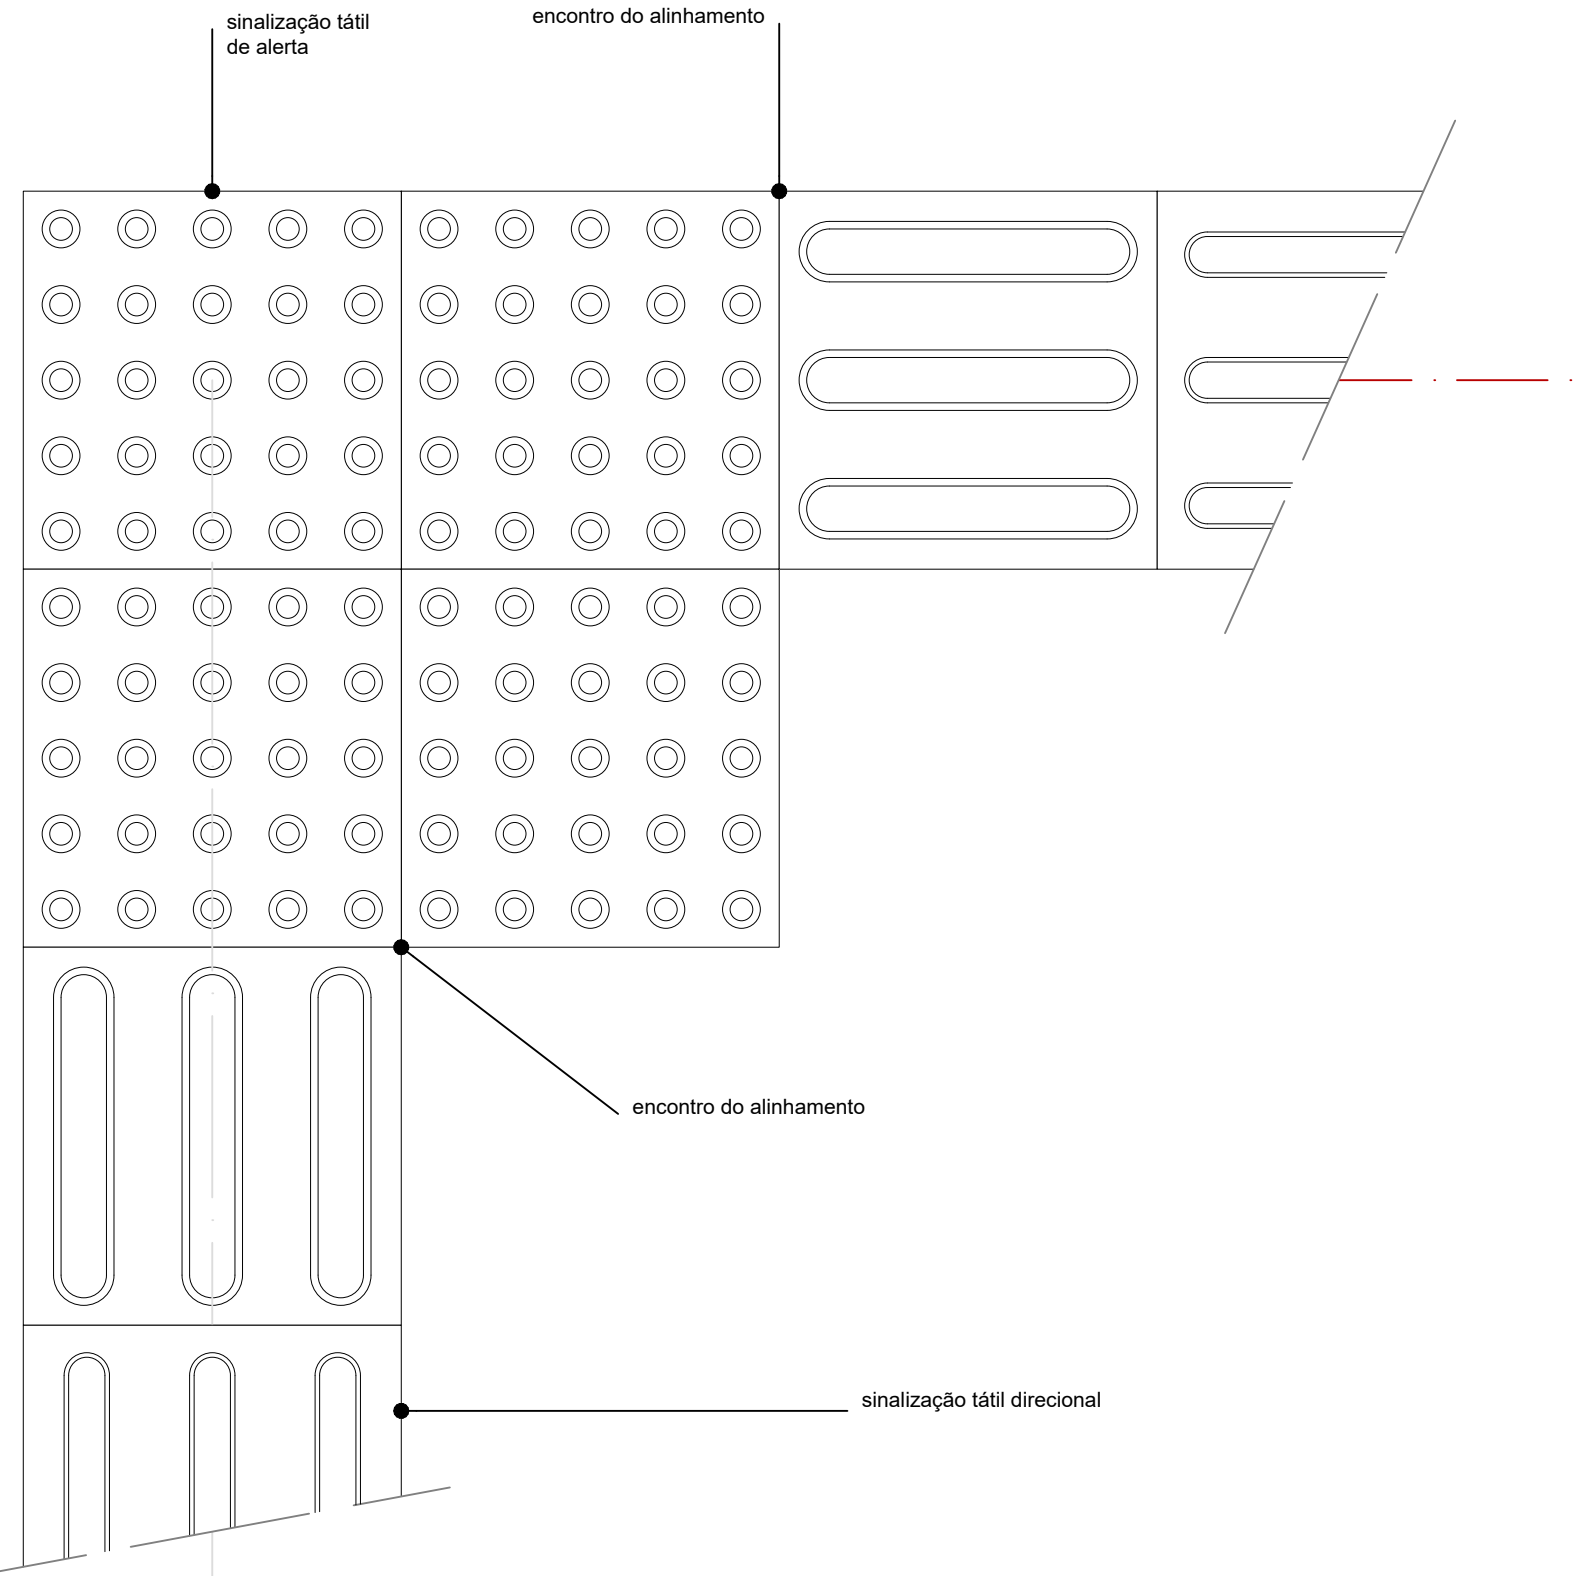 sinalização tátil
de alerta
encontro do alinhamento
encontro do alinhamento
sinalização tátil direcional